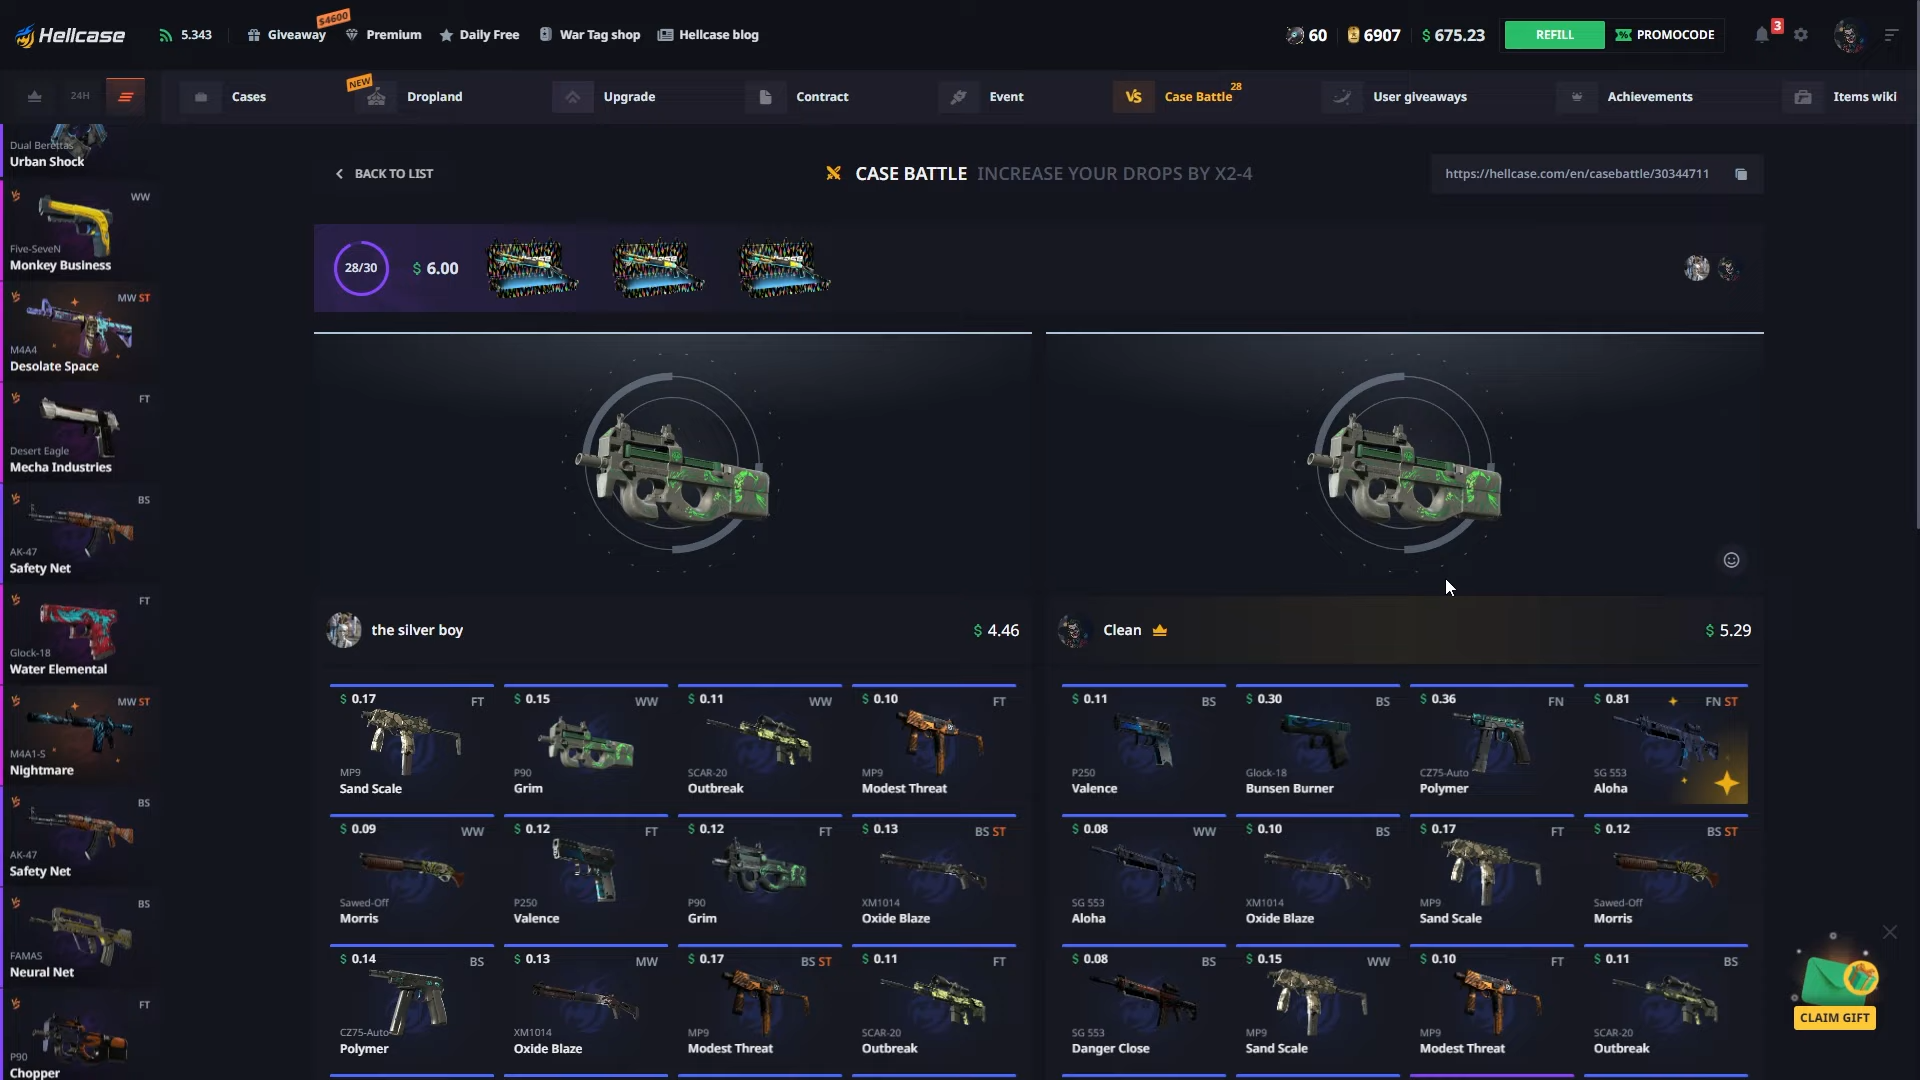 Hellcase
5.343
$4600
Giveaway
Premium
Daily Free
War Tag shop
Hellcase blog
60
6907
$ 675.23
REFILL
PROMOCODE
3
24H
Cases
NEW
Dropland
Upgrade
Contract
Event
VS
Case Battle
28
User giveaways
Achievements
Items wiki
Dual Berettas
Urban Shock
WW
Five-SeveN
Monkey Business
MW ST
M4A4
Desolate Space
FT
Desert Eagle
Mecha Industries
BS
AK-47
Safety Net
FT
Glock-18
Water Elemental
MW ST
M4A1-S
Nightmare
BS
AK-47
Safety Net
BS
FAMAS
Neural Net
FT
P90
Chopper
BACK TO LIST
CASE BATTLE INCREASE YOUR DROPS BY X2-4
https://hellcase.com/en/casebattle/30344711
28/30
$ 6.00
the silver boy
$ 4.46
Clean
$ 5.29
$ 0.17 FT
MP9
Sand Scale
$ 0.15 WW
P90
Grim
$ 0.11 WW
SCAR-20
Outbreak
$ 0.10 FT
MP9
Modest Threat
$ 0.11 BS
P250
Valence
$ 0.30 BS
Glock-18
Bunsen Burner
$ 0.36 FN
CZ75-Auto
Polymer
$ 0.81 FN ST
SG 553
Aloha
$ 0.09 WW
Sawed-Off
Morris
$ 0.12 FT
P250
Valence
$ 0.12 FT
P90
Grim
$ 0.13 BS ST
XM1014
Oxide Blaze
$ 0.08 WW
SG 553
Aloha
$ 0.10 BS
XM1014
Oxide Blaze
$ 0.17 FT
MP9
Sand Scale
$ 0.12 BS ST
Sawed-Off
Morris
$ 0.14 BS
CZ75-Auto
Polymer
$ 0.13 MW
XM1014
Oxide Blaze
$ 0.17 BS ST
MP9
Modest Threat
$ 0.11 FT
SCAR-20
Outbreak
$ 0.08 BS
SG 553
Danger Close
$ 0.15 WW
MP9
Sand Scale
$ 0.10 FT
MP9
Modest Threat
$ 0.11 BS
SCAR-20
Outbreak
CLAIM GIFT